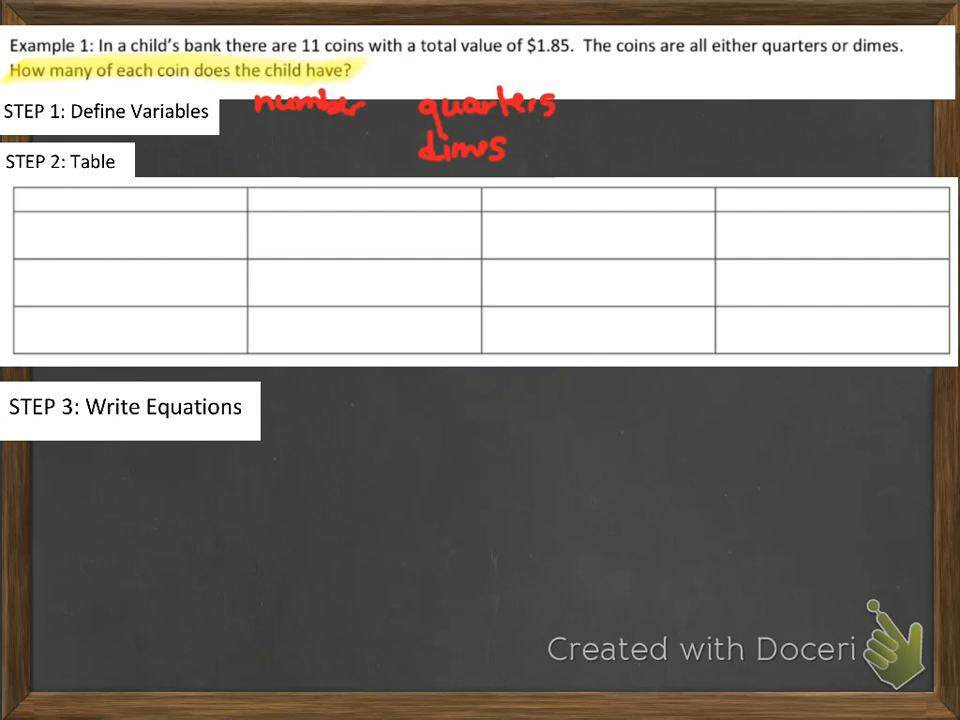 Example 1: In a child's bank there are 11 coins with a total value of $1.85. The coins are all either quarters or dimes.
How many of each coin does the child have?
STEP 1: Define Variables number quarters
dimes
STEP 2: Table
STEP 3: Write Equations
Created with Doceri